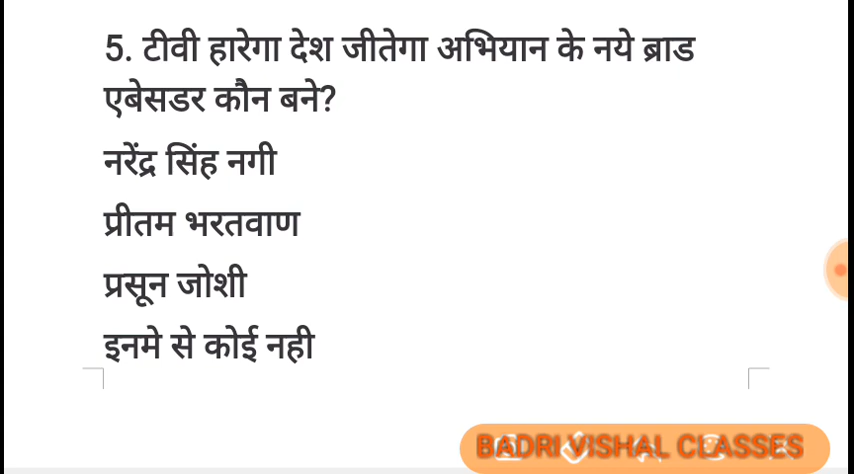 5. टीवी हारेगा देश जीतेगा अभियान के नये ब्राड
एबेसडर कौन बने?
नरेंद्र सिंह नगी
प्रीतम भरतवाण
प्रसून जोशी
इनमे से कोई नही
BADRI VISHAL CLASSES